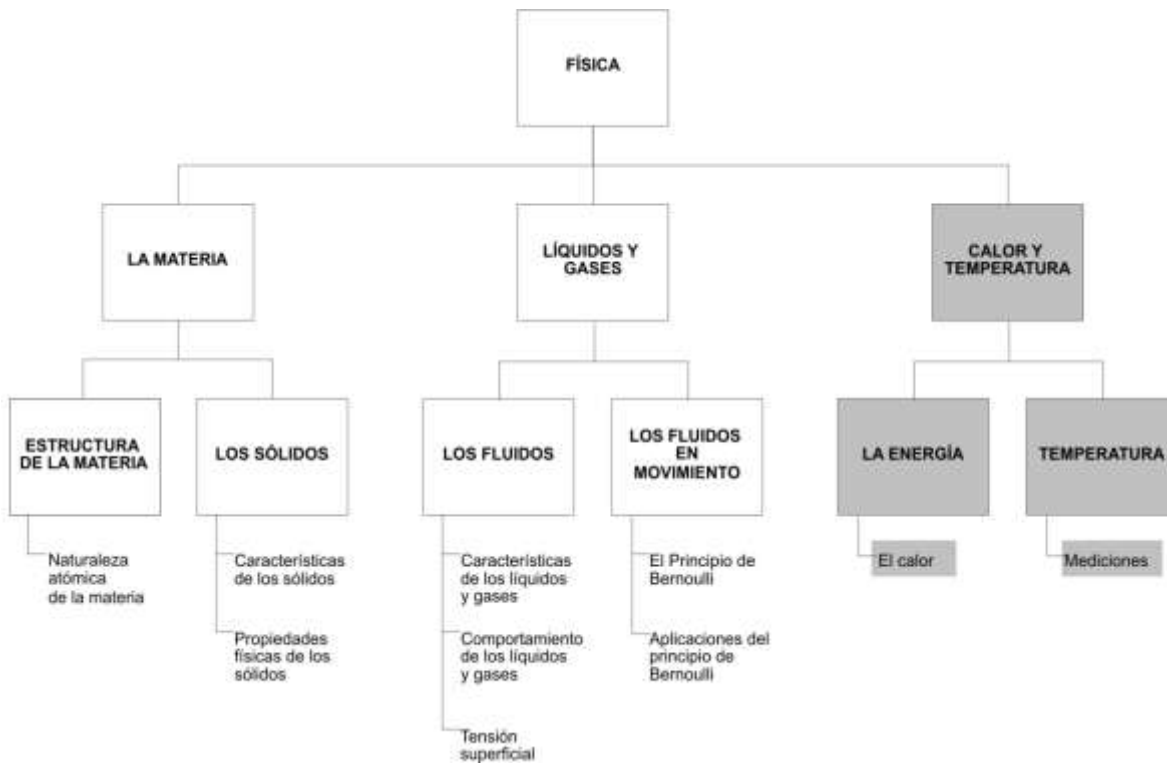 FÍSICA
LA MATERIA
LÍQUIDOS Y
GASES
CALOR Y
TEMPERATURA
ESTRUCTURA
DE LA MATERIA
LOS SÓLIDOS
LOS FLUIDOS
LOS FLUIDOS
EN
MOVIMIENTO
LA ENERGÍA
TEMPERATURA
Naturaleza
atómica
de la materia
Características
de los sólidos
Propiedades
físicas de los
sólidos
Características
de los líquidos
y gases
Comportamiento
de los líquidos
y gases
Tensión
superficial
El Principio de
Bernoulli
Aplicaciones del
principio de
Bernoulli
El calor
Mediciones